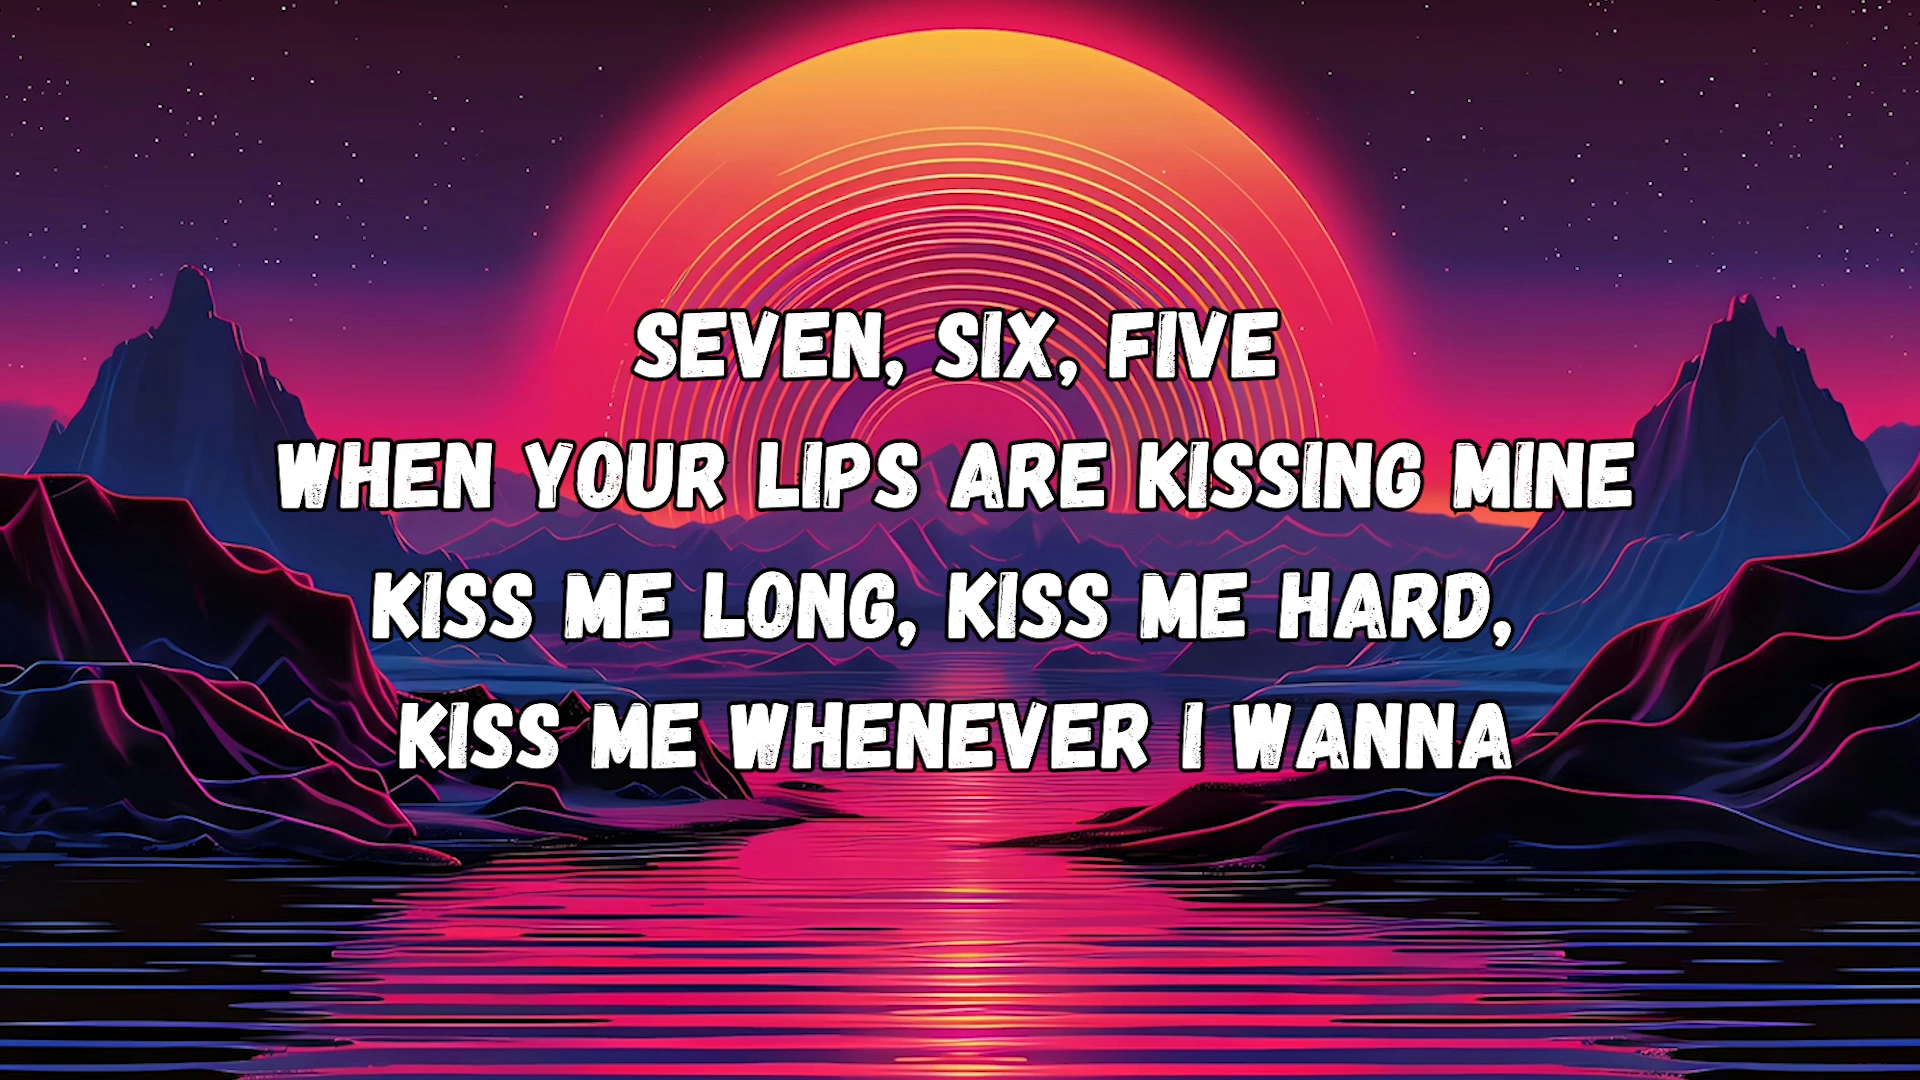 SEVEN, SIX, FIVE
WHEN YOUR LIPS ARE KISSING MINE
KISS ME LONG, KISS ME HARD,
KISS ME WHENEVER I WANNA